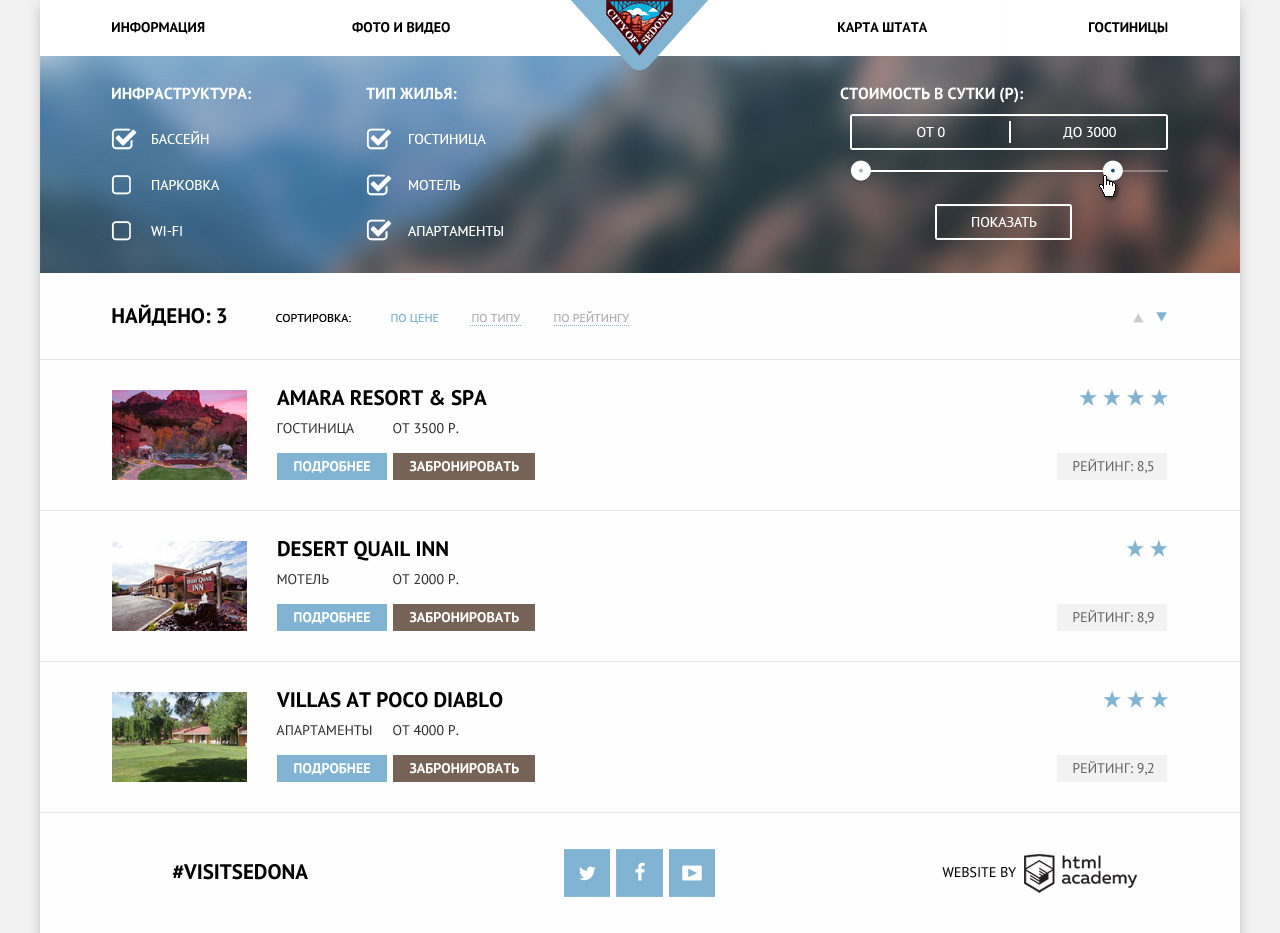 ИНФОРМАЦИЯ
ФОТО И ВИДЕО
CITY OF SEDONA
КАРТА ШТАТА
ГОСТИНИЦЫ
ИНФРАСТРУКТУРА:
ТИП ЖИЛЬЯ:
СТОИМОСТЬ В СУТКИ (Р):
БАССЕЙН
ГОСТИНИЦА
ОТ 0
ДО 3000
ПАРКОВКА
МОТЕЛЬ
WI-FI
АПАРТАМЕНТЫ
ПОКАЗАТЬ
НАЙДЕНО: 3
СОРТИРОВКА:
ПО ЦЕНЕ
ПО ТИПУ
ПО РЕЙТИНГУ
AMARA RESORT & SPA
ГОСТИНИЦА
ОТ 3500 Р.
ПОДРОБНЕЕ
ЗАБРОНИРОВАТЬ
РЕЙТИНГ: 8,5
DESERT QUAIL INN
DESERT QUAIL
INN
МОТЕЛЬ
ОТ 2000 Р.
ПОДРОБНЕЕ
ЗАБРОНИРОВАТЬ
РЕЙТИНГ: 8,9
VILLAS AT POCO DIABLO
АПАРТАМЕНТЫ
ОТ 4000 Р.
ПОДРОБНЕЕ
ЗАБРОНИРОВАТЬ
РЕЙТИНГ: 9,2
#VISITSEDONA
WEBSITE BY
html
academy